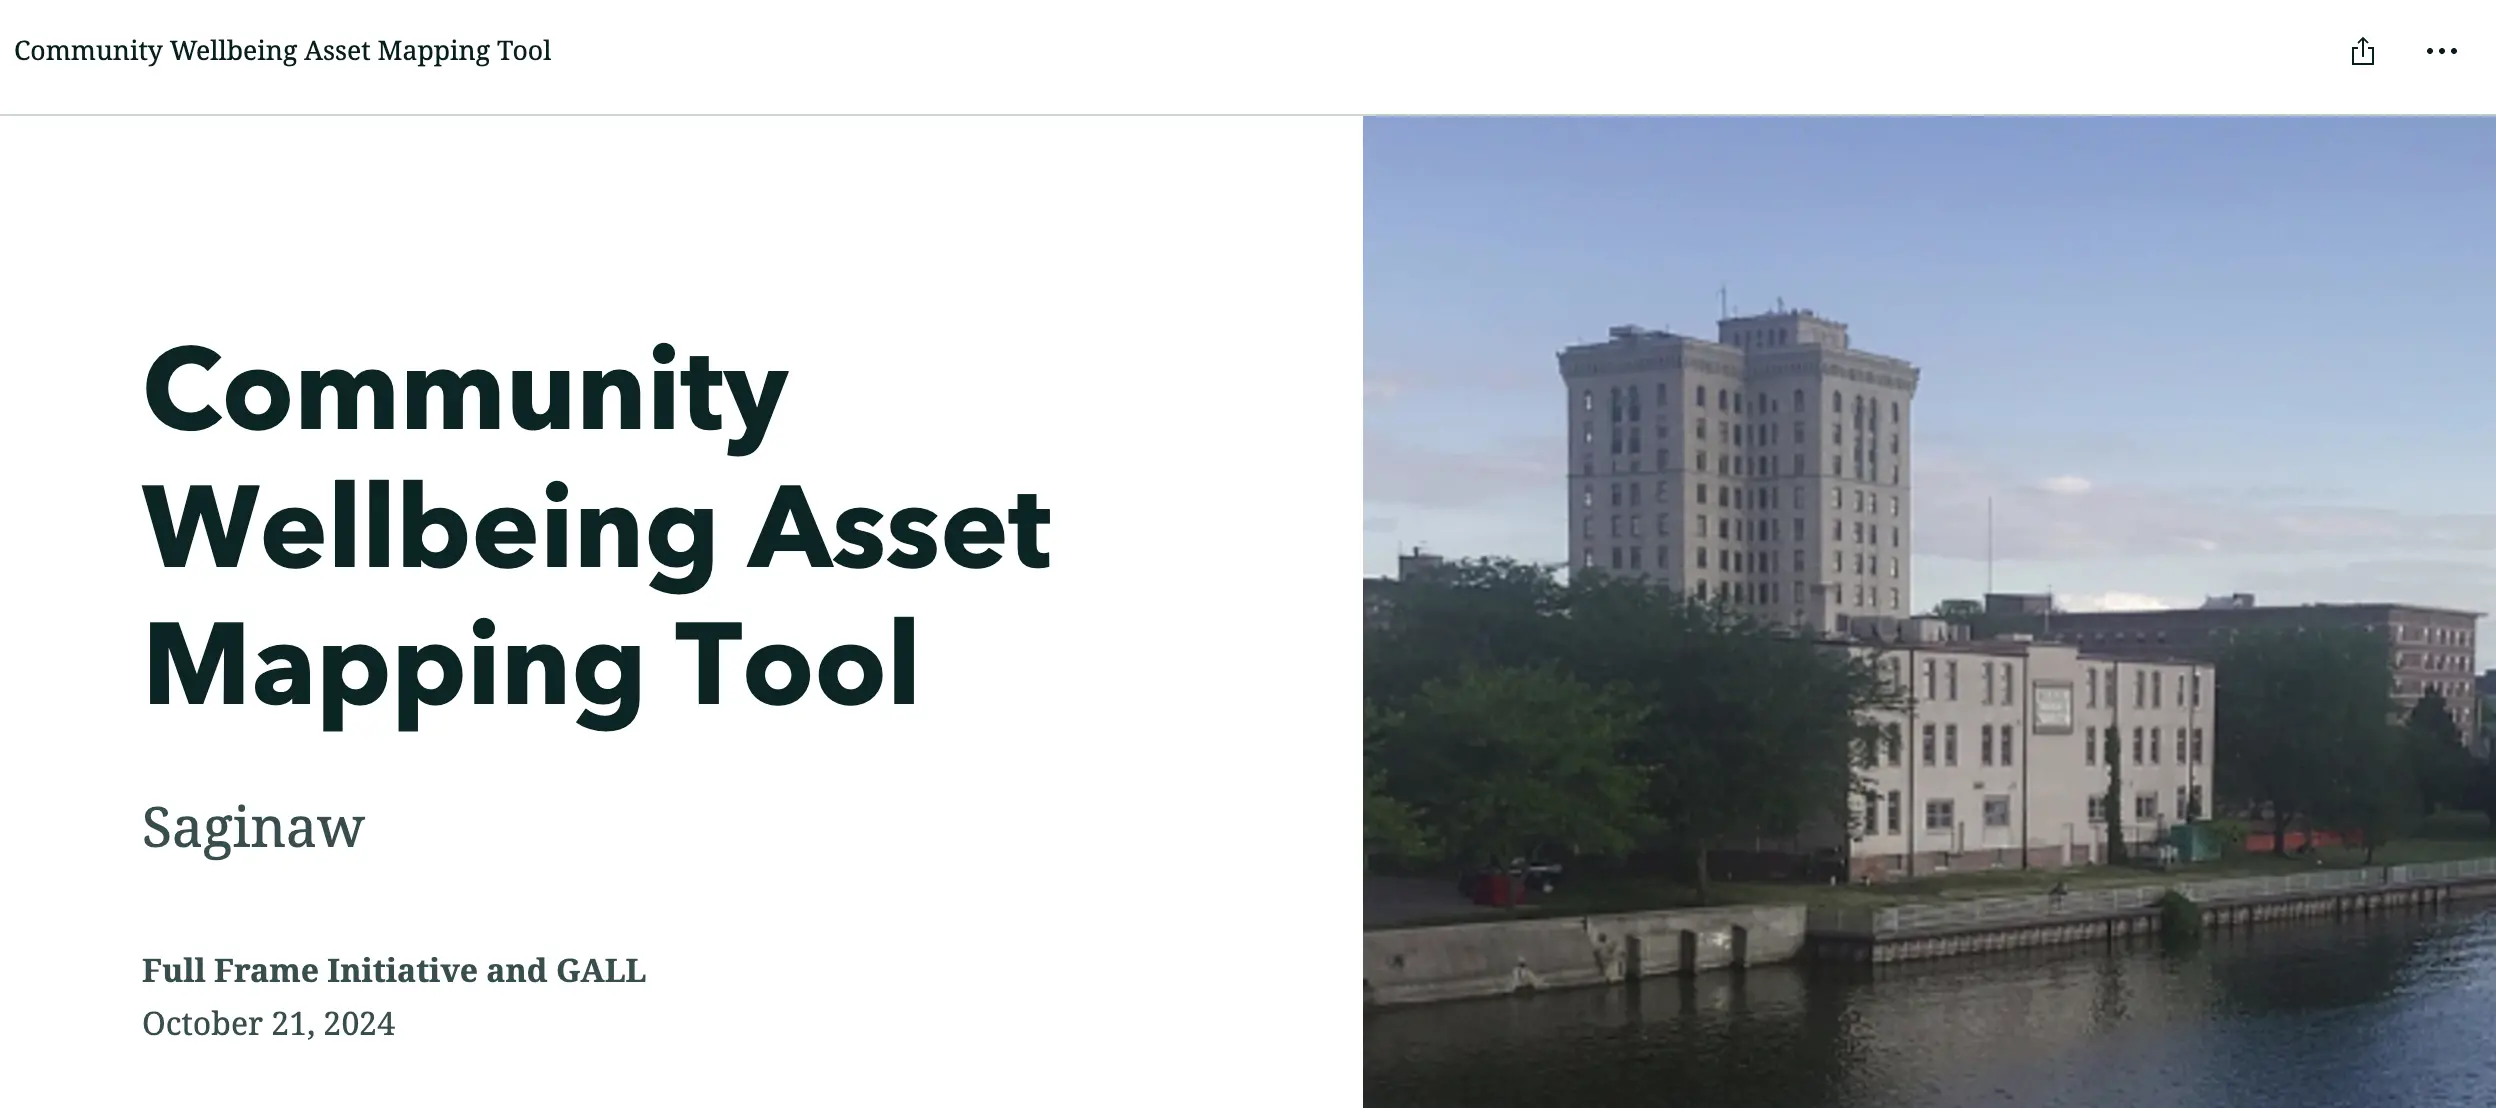 Community Wellbeing Asset Mapping Tool
Community
Wellbeing Asset
Mapping Tool
Saginaw
Full Frame Initiative and GALL
October 21, 2024